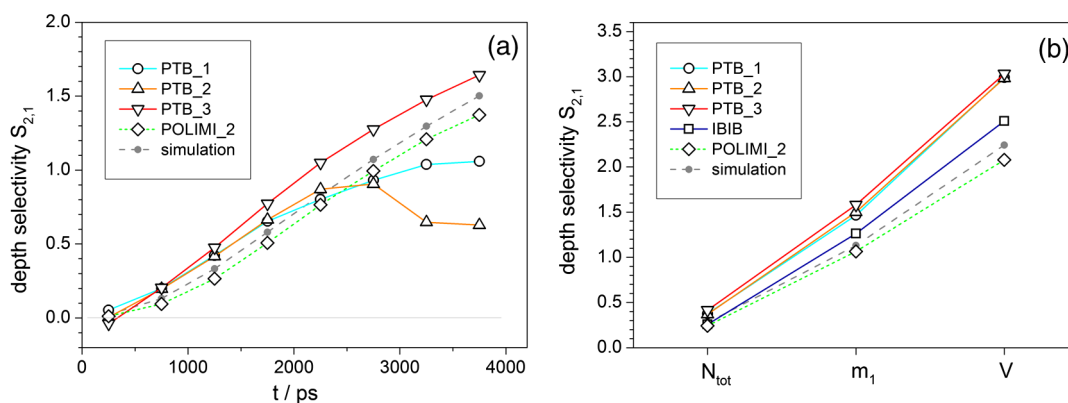 (a)
2.0
1.5
1.0
0.5
0.0
depth selectivity S2,1
PTB_1
PTB_2
PTB_3
POLIMI_2
simulation
0 1000 2000 3000 4000
t / ps
(b)
3.5
3.0
2.5
2.0
1.5
1.0
0.5
0.0
depth selectivity S2,1
PTB_1
PTB_2
PTB_3
IBIB
POLIMI_2
simulation
Ntot m1 V